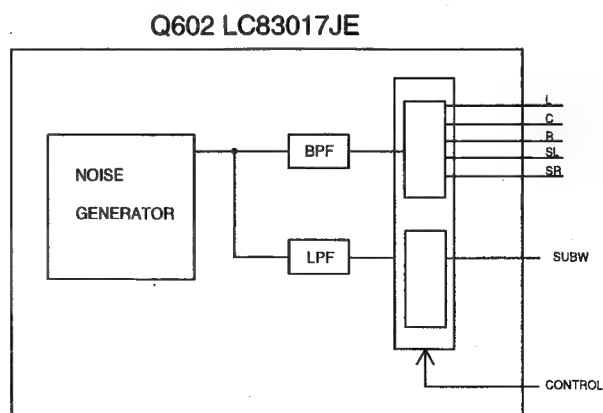 Q602 LC83017JE
NOISE
GENERATOR
BPF
LPF
L
C
R
SL
SR
SUBW
CONTROL